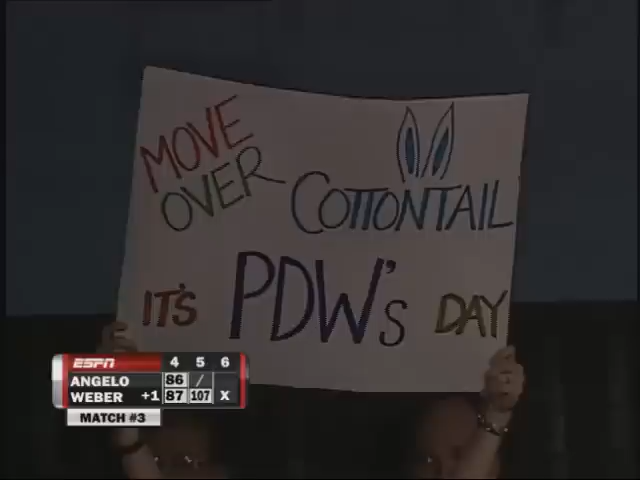 MOVE
OVER COTTONTAIL
IT'S PDW'S DAY
ESPN 4 5 6
ANGELO 86 /
WEBER +1 87 107 X
MATCH #3